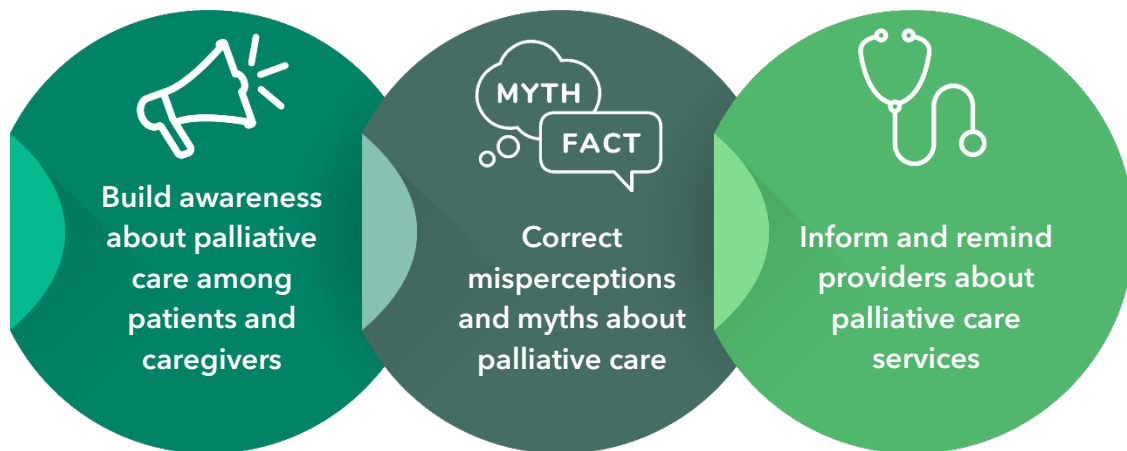 Build awareness
about palliative
care among
patients and
caregivers
MYTH
FACT
Correct
misperceptions
and myths about
palliative care
Inform and remind
providers about
palliative care
services